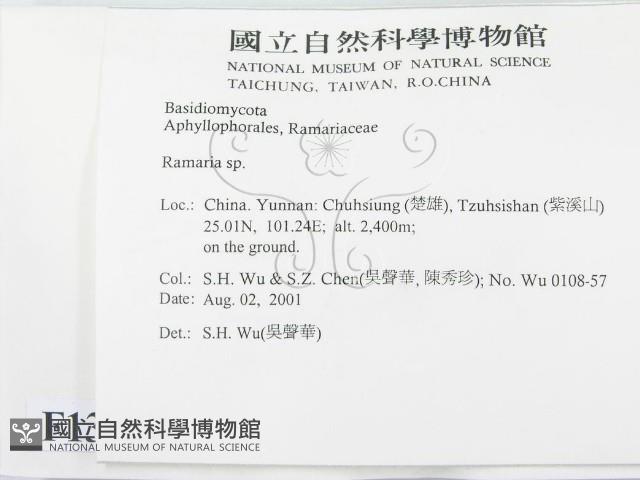 國立自然科學博物館
NATIONAL MUSEUM OF NATURAL SCIENCE
TAICHUNG, TAIWAN, R.O.CHINA
Basidiomycota
Aphyllophorales, Ramariaceae
Ramaria sp.
Loc.: China. Yunnan: Chuhsiung (楚雄), Tzuhsishan (紫溪山)
25.01N, 101.24E; alt. 2,400m;
on the ground.
Col.: S.H. Wu & S.Z. Chen(吳聲華, 陳秀珍); No. Wu 0108-57
Date: Aug. 02, 2001
Det.: S.H. Wu(吳聲華)
國立自然科學博物館
NATIONAL MUSEUM OF NATURAL SCIENCE